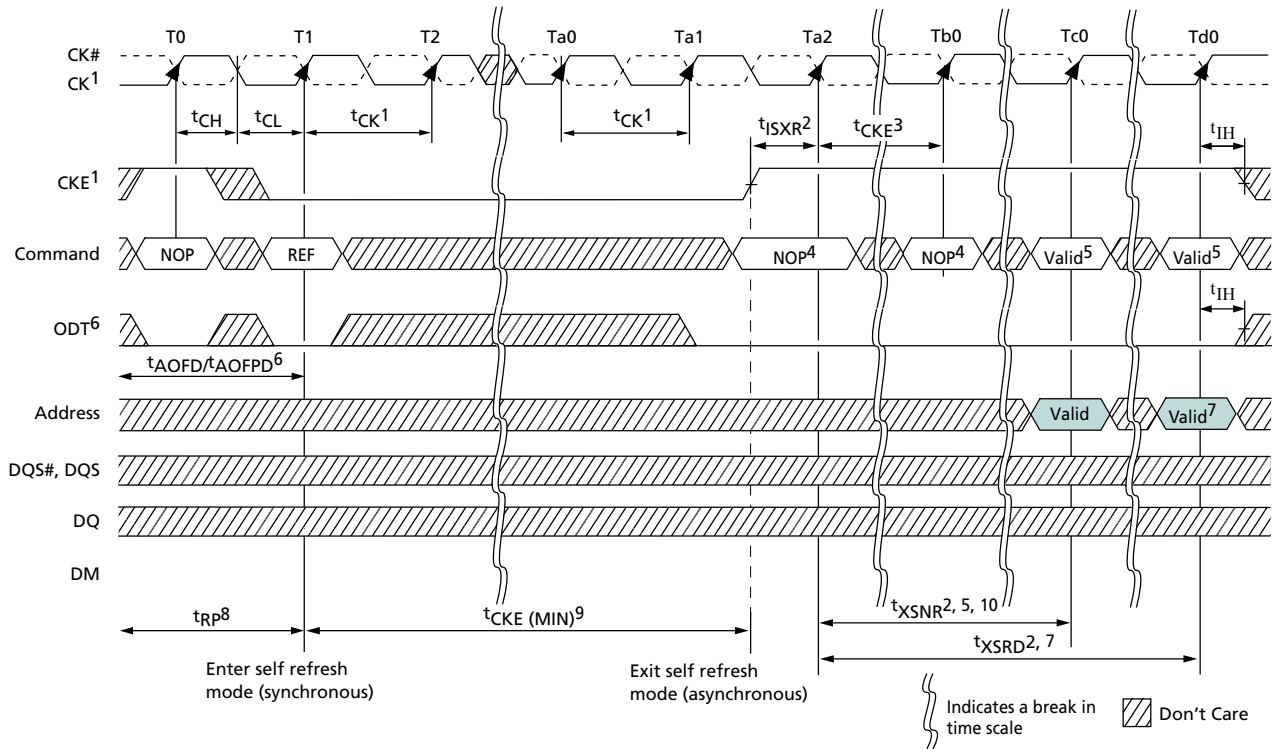 T0 T1 T2 Ta0 Ta1 Ta2 Tb0 Tc0 Td0
CK#
CK1
tCH tCL tCK1 tCK1 tISXR2 tCKE3 tIH
CKE1
Command NOP REF NOP4 NOP4 Valid5 Valid5
tIH
ODT6
tAOFD/tAOFPD6
Address Valid Valid7
DQS#, DQS
DQ
DM
tRP8 tCKE (MIN)9 tXSNR2, 5, 10
tXSRD2, 7
Enter self refresh
mode (synchronous)
Exit self refresh
mode (asynchronous)
Indicates a break in
time scale
Don't Care